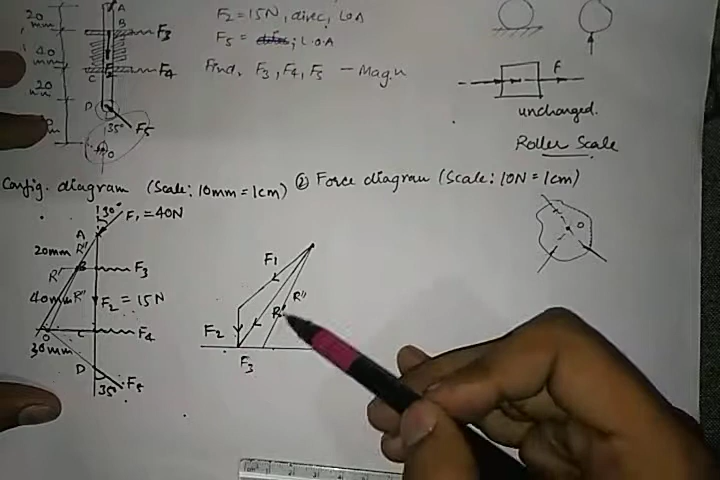 20 mm
A
B
F3
40 mm
C
F4
20 mm
D
35°
F5
O
F2 = 15N, direc, LOA
F5 = ; LOA
Find, F3, F4, F5 - Magn
F
unchanged.
Roller Scale
Config. diagram (Scale: 10mm = 1cm) ② Force diagram (Scale: 10N = 1cm)
30°
F1 = 40N
A
20mm R''
R' B F3
40mm R'' F2 = 15N
O C F4
30mm
D
35° F5
F1
R''
R'
F2
F3
O